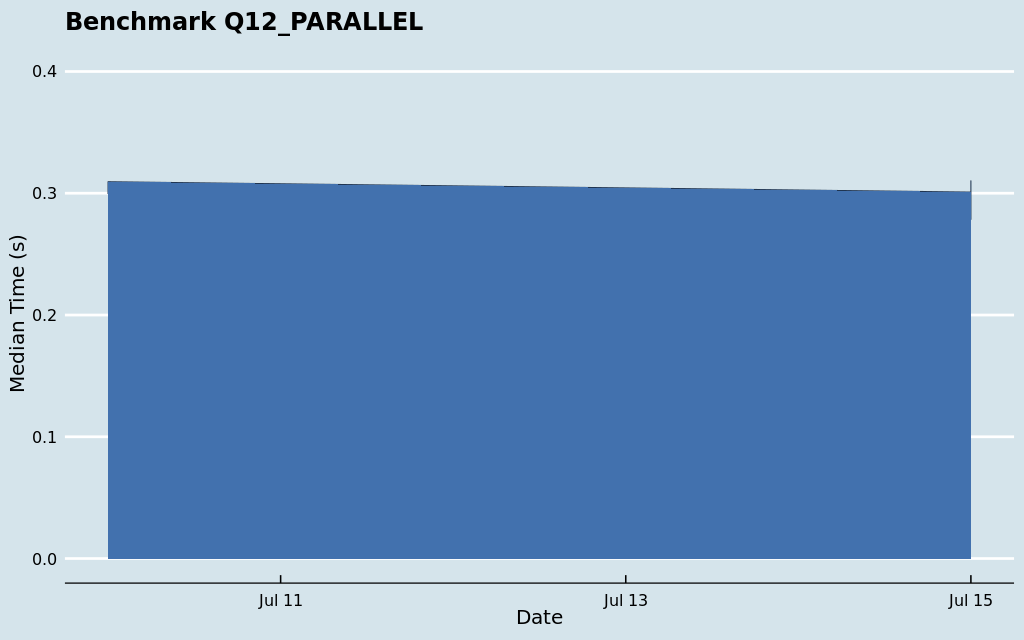 Benchmark Q12_PARALLEL
0.4
0.3
0.2
0.1
0.0
Median Time (s)
Jul 11
Jul 13
Jul 15
Date